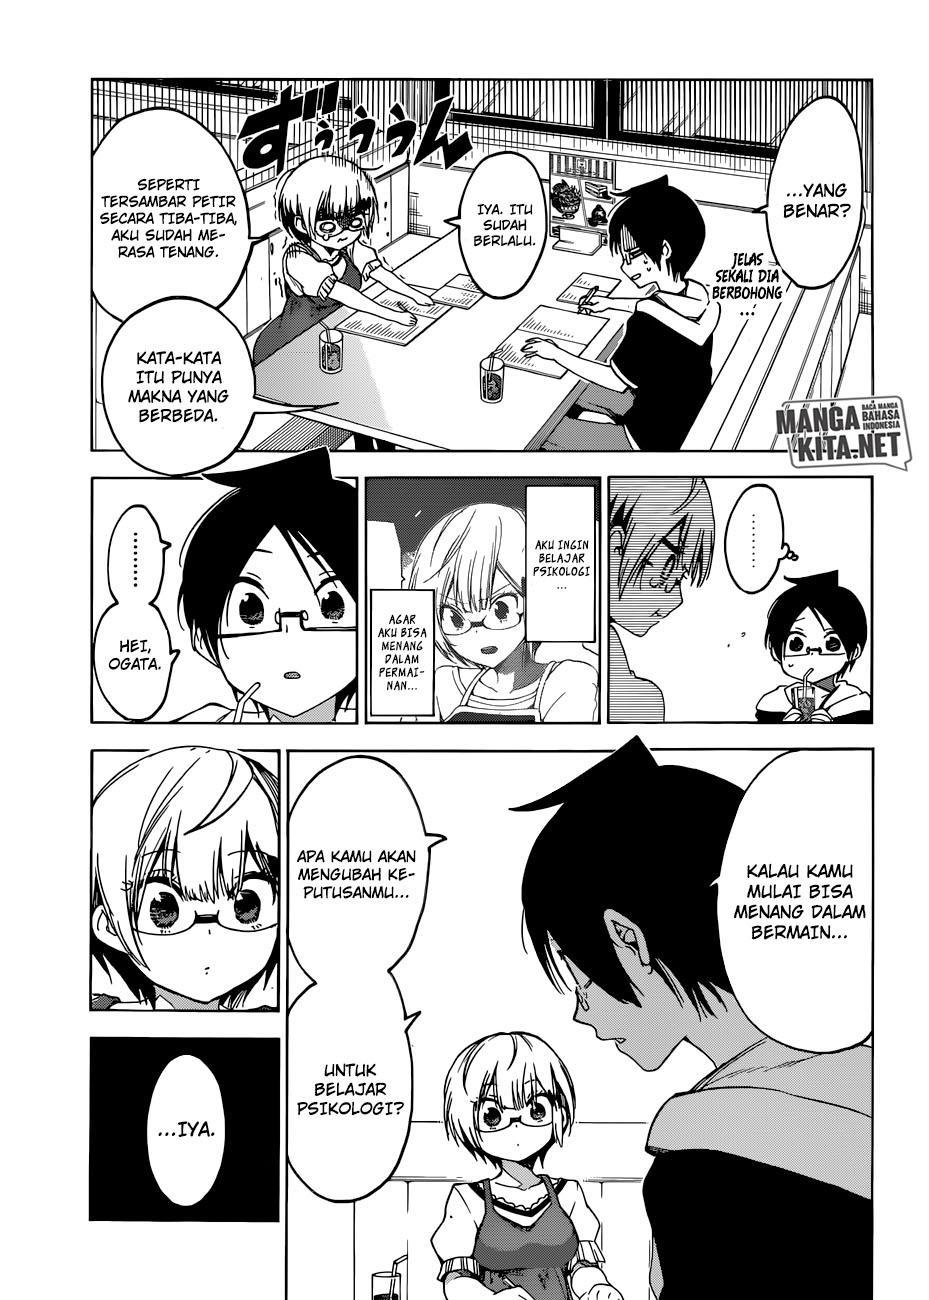 ...YANG
BENAR?
JELAS
SEKALI DIA
BERBOHONG
...
IYA. ITU
SUDAH
BERLALU.
ずぅぅぅん
SEPERTI
TERSAMBAR PETIR
SECARA TIBA-TIBA,
AKU SUDAH ME-
RASA TENANG.
KATA-KATA
ITU PUNYA
MAKNA YANG
BERBEDA.
MANGA
KITA.NET
BACA MANGA
BAHASA
INDONESIA
.........
AKU INGIN
BELAJAR
PSIKOLOGI
...
AGAR
AKU BISA
MENANG
DALAM
PERMAI-
NAN...
.........
HEI,
OGATA.
KALAU KAMU
MULAI BISA
MENANG DALAM
BERMAIN...
APA KAMU AKAN
MENGUBAH KE-
PUTUSANMU...
UNTUK
BELAJAR
PSIKOLOGI?
...IYA.